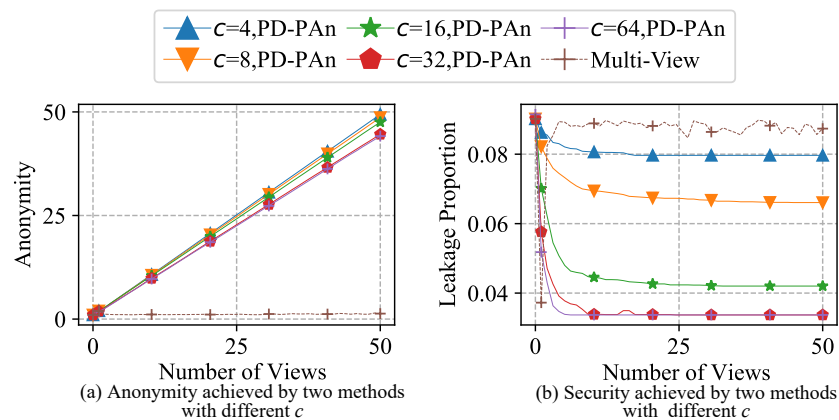 c=4,PD-PAn c=16,PD-PAn c=64,PD-PAn
c=8,PD-PAn c=32,PD-PAn Multi-View
Anonymity
50
25
0
0 25 50
Number of Views
(a) Anonymity achieved by two methods
with different c
Leakage Proportion
0.08
0.06
0.04
0 25 50
Number of Views
(b) Security achieved by two methods
with different c